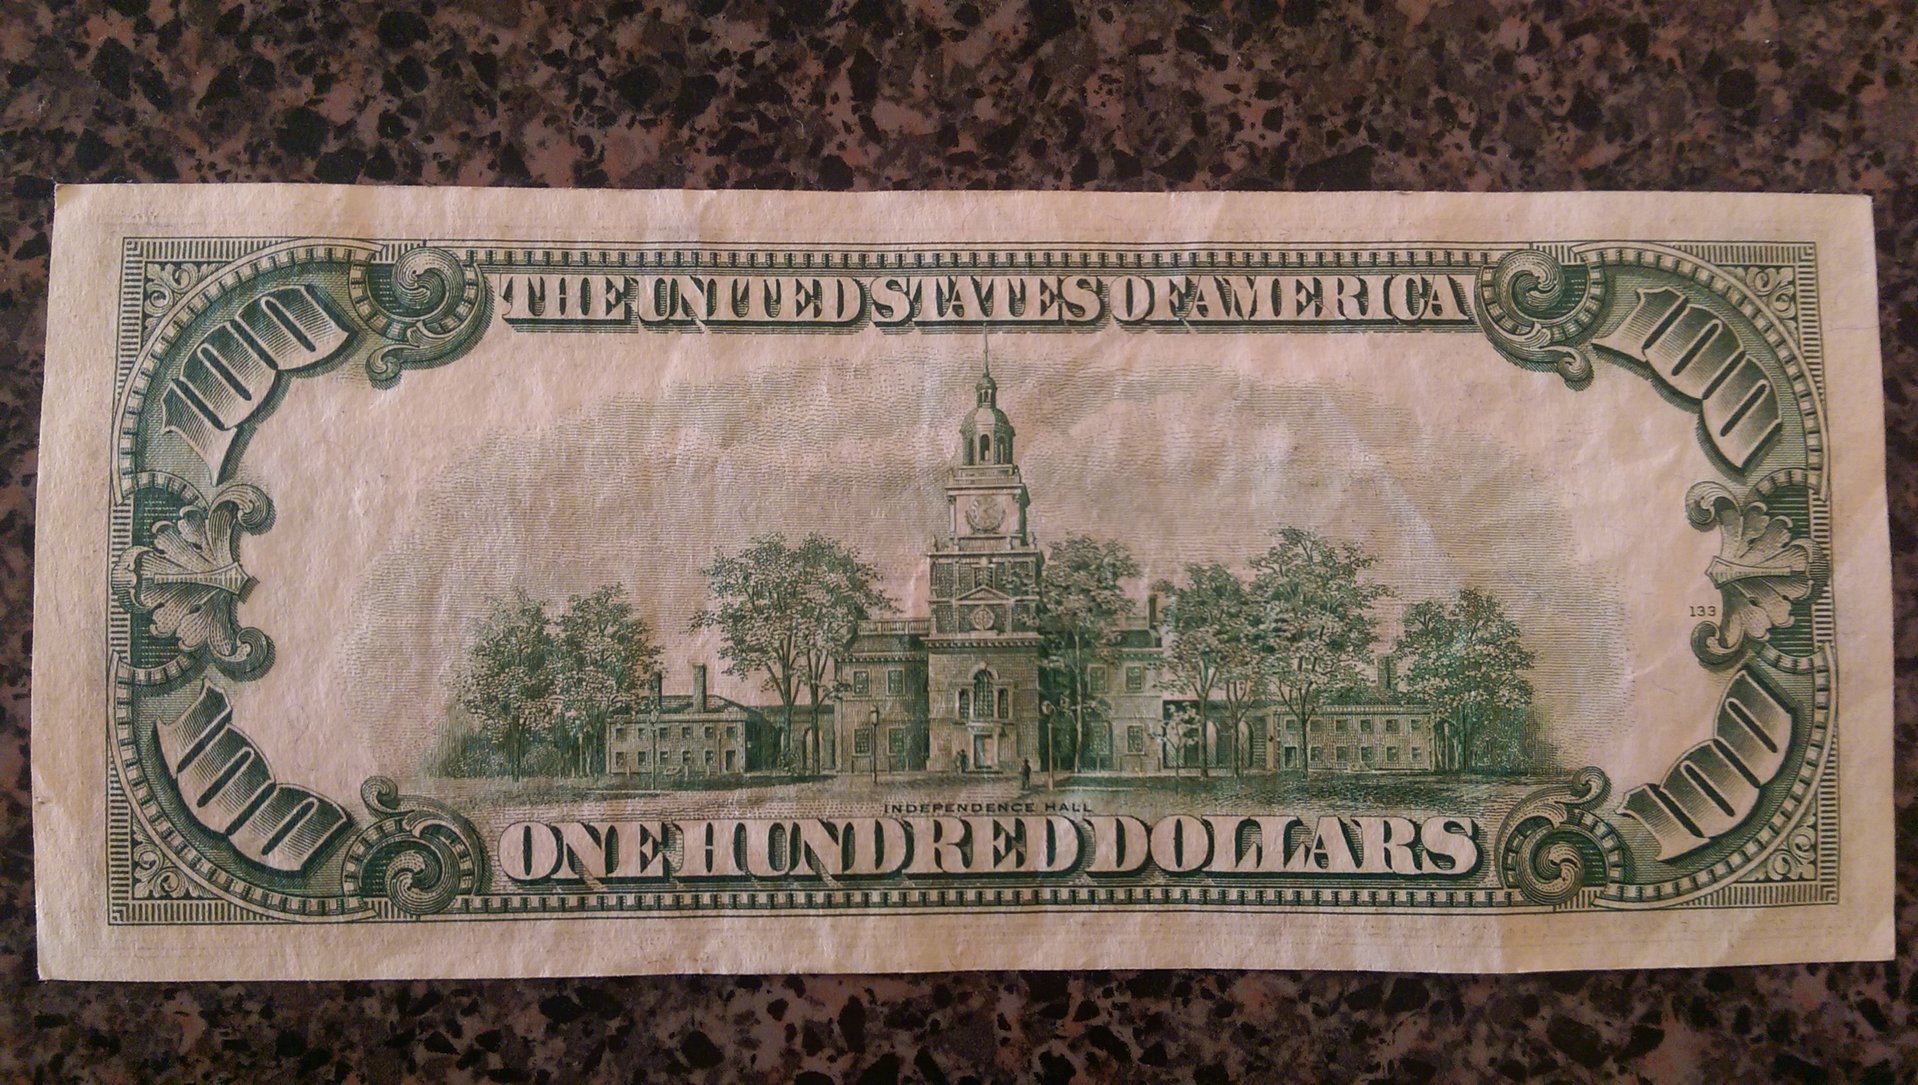 THE UNITED STATES OF AMERICA
100 100
133
INDEPENDENCE HALL
100 100
ONE HUNDRED DOLLARS